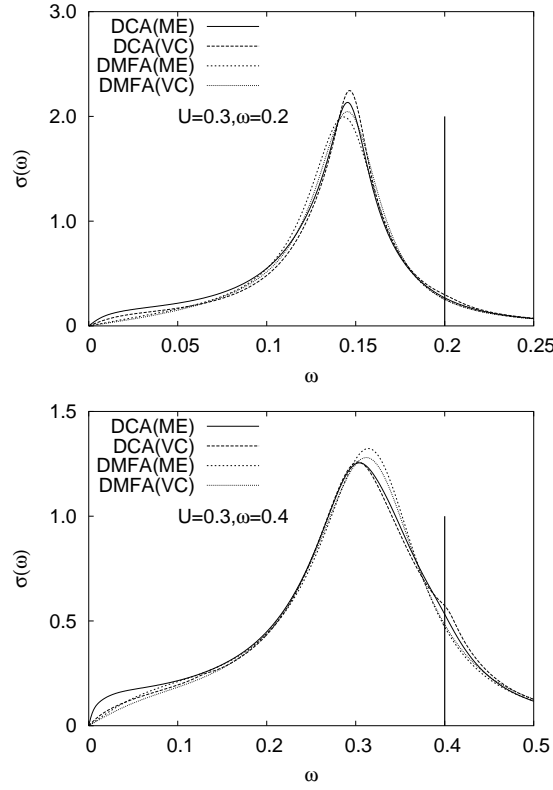 3.0
2.0
1.0
0
σ(ω)
DCA(ME)
DCA(VC)
DMFA(ME)
DMFA(VC)
U=0.3,ω=0.2
0 0.05 0.1 0.15 0.2 0.25
ω
1.5
1.0
0.5
0
σ(ω)
DCA(ME)
DCA(VC)
DMFA(ME)
DMFA(VC)
U=0.3,ω=0.4
0 0.1 0.2 0.3 0.4 0.5
ω